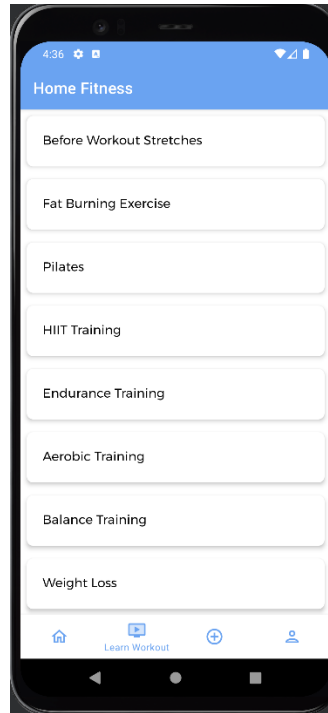 4:36
Home Fitness
Before Workout Stretches
Fat Burning Exercise
Pilates
HIIT Training
Endurance Training
Aerobic Training
Balance Training
Weight Loss
Learn Workout